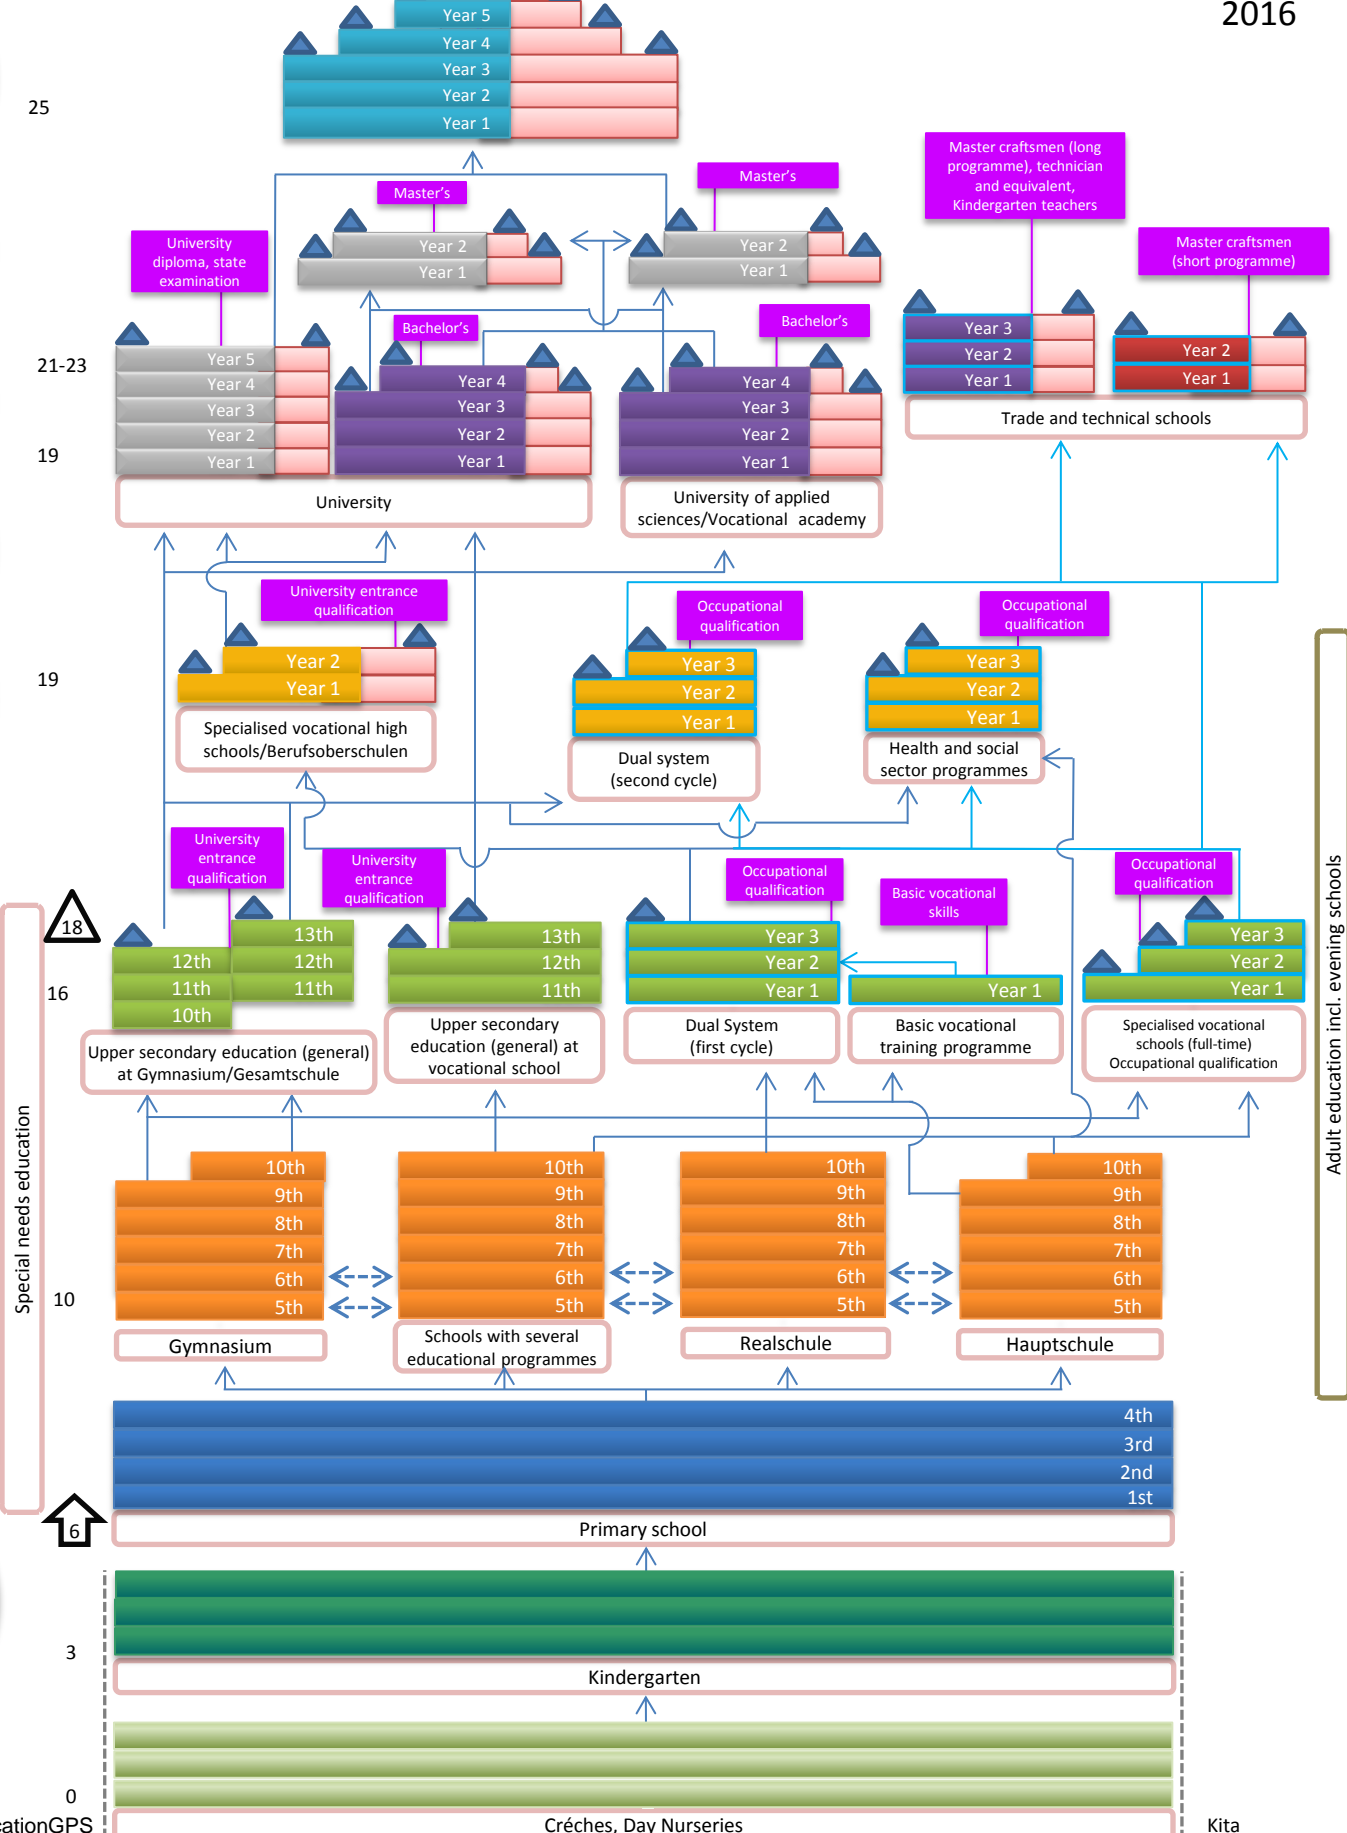 2016
Year 5
Year 4
Year 3
Year 2
Year 1
25
Master craftsmen (long
programme), technician
and equivalent,
Kindergarten teachers
Master's
Master's
University
diploma, state
examination
Year 2
Year 1
Year 2
Year 1
Master craftsmen
(short programme)
Bachelor's
Bachelor's
Year 3
Year 2
Year 1
Year 2
Year 1
21-23
Year 5
Year 4
Year 3
Year 2
Year 1
Year 4
Year 3
Year 2
Year 1
Year 4
Year 3
Year 2
Year 1
Trade and technical schools
19
University
University of applied
sciences/Vocational academy
University entrance
qualification
Occupational
qualification
Occupational
qualification
19
Year 2
Year 1
Year 3
Year 2
Year 1
Year 3
Year 2
Year 1
Specialised vocational high
schools/Berufsoberschulen
Dual system
(second cycle)
Health and social
sector programmes
University
entrance
qualification
University
entrance
qualification
Occupational
qualification
Basic vocational
skills
Occupational
qualification
18
16
12th
11th
10th
13th
12th
11th
13th
12th
11th
Year 3
Year 2
Year 1
Year 1
Year 3
Year 2
Year 1
Upper secondary education (general)
at Gymnasium/Gesamtschule
Upper secondary
education (general) at
vocational school
Dual System
(first cycle)
Basic vocational
training programme
Specialised vocational
schools (full-time)
Occupational qualification
Special needs education
Adult education incl. evening schools
10
10th
9th
8th
7th
6th
5th
10th
9th
8th
7th
6th
5th
10th
9th
8th
7th
6th
5th
10th
9th
8th
7th
6th
5th
Gymnasium
Schools with several
educational programmes
Realschule
Hauptschule
4th
3rd
2nd
1st
6
Primary school
3
Kindergarten
0
cationGPS
Créches, Day Nurseries
Kita